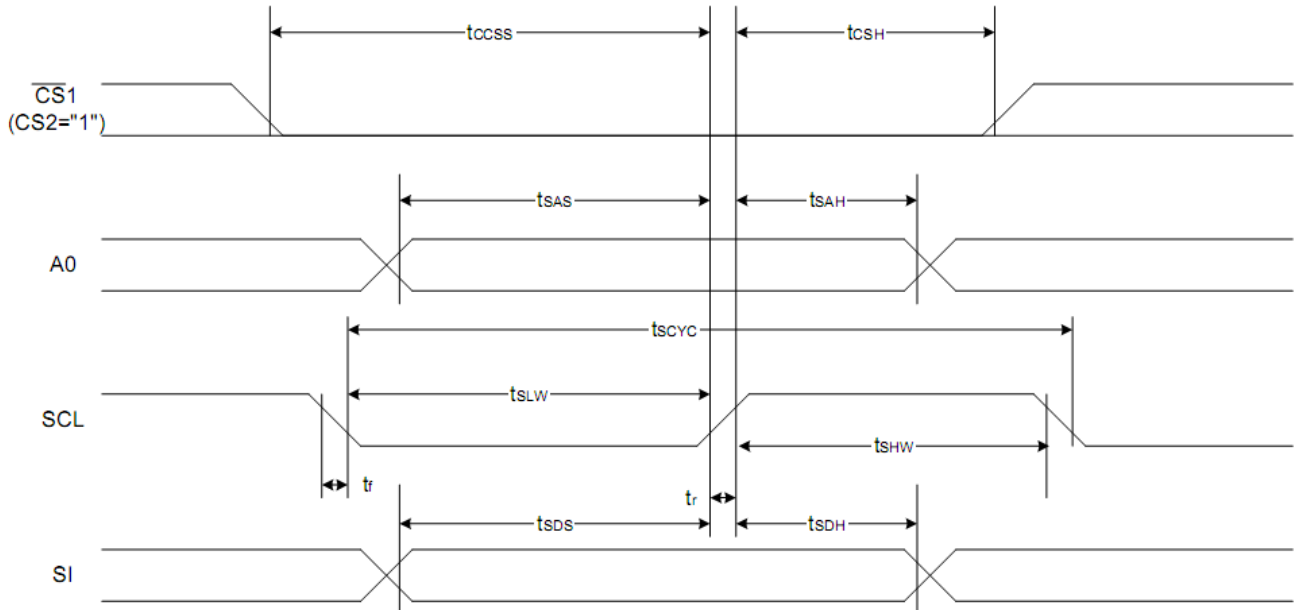 tCCSS
tCSH
CS1
(CS2="1")
tSAS
tSAH
A0
tSCYC
tSLW
SCL
tSHW
tf
tr
tSDS
tSDH
SI